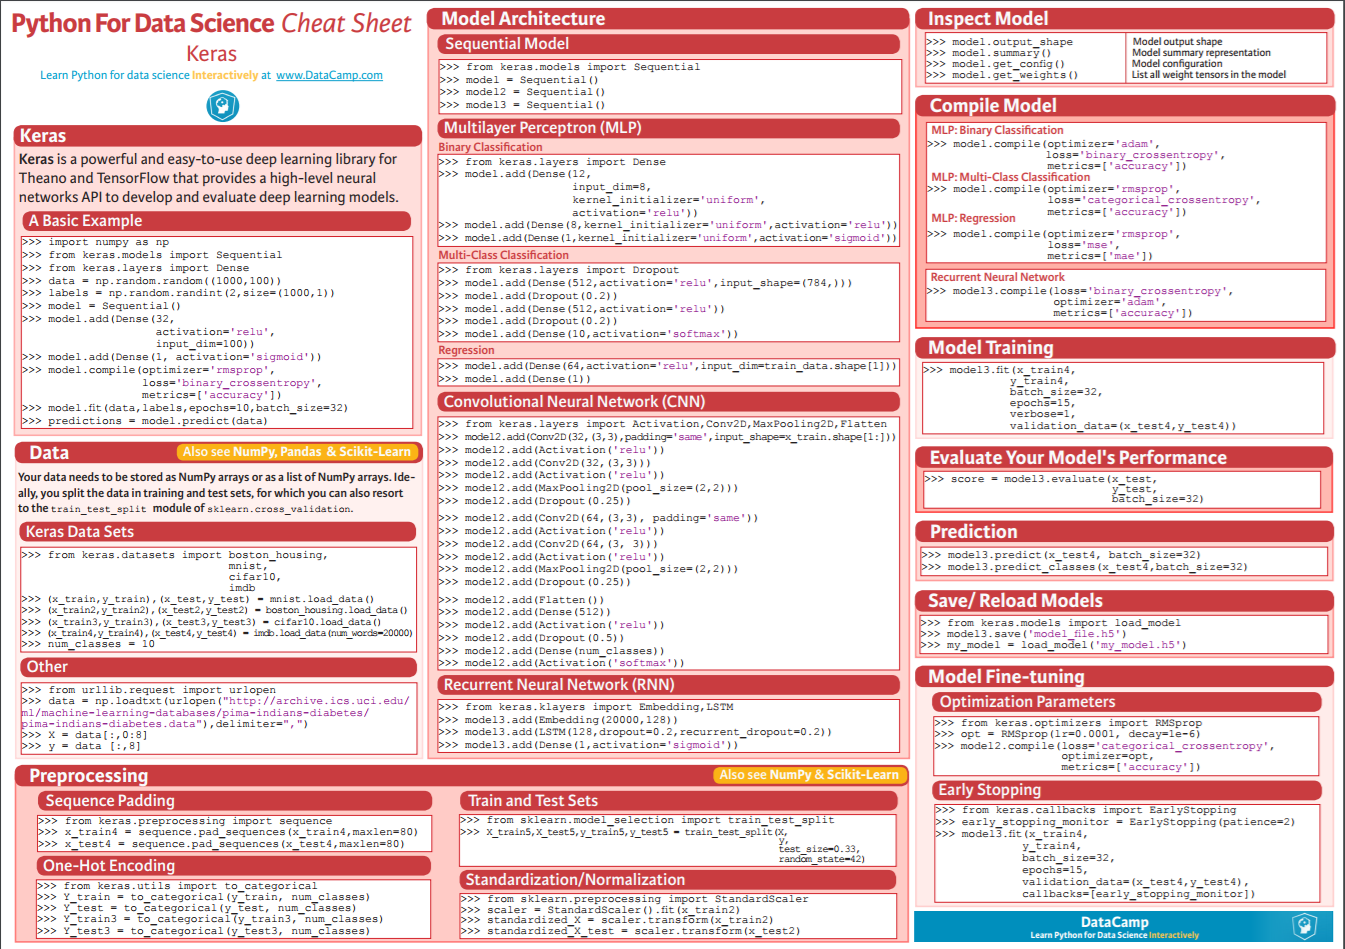 Python For Data Science Cheat Sheet
Keras
Learn Python for data science Interactively at www.DataCamp.com
Keras
Keras is a powerful and easy-to-use deep learning library for
Theano and TensorFlow that provides a high-level neural
networks API to develop and evaluate deep learning models.
A Basic Example
>>> import numpy as np
>>> from keras.models import Sequential
>>> from keras.layers import Dense
>>> data = np.random.random((1000,100))
>>> labels = np.random.randint(2,size=(1000,1))
>>> model = Sequential()
>>> model.add(Dense(32,
activation='relu',
input_dim=100))
>>> model.add(Dense(1, activation='sigmoid'))
>>> model.compile(optimizer='rmsprop',
loss='binary_crossentropy',
metrics=['accuracy'])
>>> model.fit(data,labels,epochs=10,batch_size=32)
>>> predictions = model.predict(data)
Data
Also see NumPy, Pandas & Scikit-Learn
Your data needs to be stored as NumPy arrays or as a list of NumPy arrays. Ide-
ally, you split the data in training and test sets, for which you can also resort
to the train_test_split module of sklearn.cross_validation.
Keras Data Sets
>>> from keras.datasets import boston_housing,
mnist,
cifar10,
imdb
>>> (x_train,y_train),(x_test,y_test) = mnist.load_data()
>>> (x_train2,y_train2),(x_test2,y_test2) = boston_housing.load_data()
>>> (x_train3,y_train3),(x_test3,y_test3) = cifar10.load_data()
>>> (x_train4,y_train4),(x_test4,y_test4) = imdb.load_data(num_words=20000)
>>> num_classes = 10
Other
>>> from urllib.request import urlopen
>>> data = np.loadtxt(urlopen("http://archive.ics.uci.edu/
ml/machine-learning-databases/pima-indians-diabetes/
pima-indians-diabetes.data"),delimiter=",")
>>> X = data[:,0:8]
>>> y = data [:,8]
Model Architecture
Sequential Model
>>> from keras.models import Sequential
>>> model = Sequential()
>>> model2 = Sequential()
>>> model3 = Sequential()
Multilayer Perceptron (MLP)
Binary Classification
>>> from keras.layers import Dense
>>> model.add(Dense(12,
input_dim=8,
kernel_initializer='uniform',
activation='relu'))
>>> model.add(Dense(8,kernel_initializer='uniform',activation='relu'))
>>> model.add(Dense(1,kernel_initializer='uniform',activation='sigmoid'))
Multi-Class Classification
>>> from keras.layers import Dropout
>>> model.add(Dense(512,activation='relu',input_shape=(784,)))
>>> model.add(Dropout(0.2))
>>> model.add(Dense(512,activation='relu'))
>>> model.add(Dropout(0.2))
>>> model.add(Dense(10,activation='softmax'))
Regression
>>> model.add(Dense(64,activation='relu',input_dim=train_data.shape[1]))
>>> model.add(Dense(1))
Convolutional Neural Network (CNN)
>>> from keras.layers import Activation,Conv2D,MaxPooling2D,Flatten
>>> model2.add(Conv2D(32,(3,3),padding='same',input_shape=x_train.shape[1:]))
>>> model2.add(Activation('relu'))
>>> model2.add(Conv2D(32,(3,3)))
>>> model2.add(Activation('relu'))
>>> model2.add(MaxPooling2D(pool_size=(2,2)))
>>> model2.add(Dropout(0.25))
>>> model2.add(Conv2D(64,(3,3), padding='same'))
>>> model2.add(Activation('relu'))
>>> model2.add(Conv2D(64,(3, 3)))
>>> model2.add(Activation('relu'))
>>> model2.add(MaxPooling2D(pool_size=(2,2)))
>>> model2.add(Dropout(0.25))
>>> model2.add(Flatten())
>>> model2.add(Dense(512))
>>> model2.add(Activation('relu'))
>>> model2.add(Dropout(0.5))
>>> model2.add(Dense(num_classes))
>>> model2.add(Activation('softmax'))
Recurrent Neural Network (RNN)
>>> from keras.klayers import Embedding,LSTM
>>> model3.add(Embedding(20000,128))
>>> model3.add(LSTM(128,dropout=0.2,recurrent_dropout=0.2))
>>> model3.add(Dense(1,activation='sigmoid'))
Preprocessing
Also see NumPy & Scikit-Learn
Sequence Padding
>>> from keras.preprocessing import sequence
>>> x_train4 = sequence.pad_sequences(x_train4,maxlen=80)
>>> x_test4 = sequence.pad_sequences(x_test4,maxlen=80)
One-Hot Encoding
>>> from keras.utils import to_categorical
>>> Y_train = to_categorical(y_train, num_classes)
>>> Y_test = to_categorical(y_test, num_classes)
>>> Y_train3 = to_categorical(y_train3, num_classes)
>>> Y_test3 = to_categorical(y_test3, num_classes)
Train and Test Sets
>>> from sklearn.model_selection import train_test_split
>>> X_train5,X_test5,y_train5,y_test5 = train_test_split(X,
y,
test_size=0.33,
random_state=42)
Standardization/Normalization
>>> from sklearn.preprocessing import StandardScaler
>>> scaler = StandardScaler().fit(x_train2)
>>> standardized_X = scaler.transform(x_train2)
>>> standardized_X_test = scaler.transform(x_test2)
Inspect Model
>>> model.output_shape Model output shape
>>> model.summary() Model summary representation
>>> model.get_config() Model configuration
>>> model.get_weights() List all weight tensors in the model
Compile Model
MLP: Binary Classification
>>> model.compile(optimizer='adam',
loss='binary_crossentropy',
metrics=['accuracy'])
MLP: Multi-Class Classification
>>> model.compile(optimizer='rmsprop',
loss='categorical_crossentropy',
metrics=['accuracy'])
MLP: Regression
>>> model.compile(optimizer='rmsprop',
loss='mse',
metrics=['mae'])
Recurrent Neural Network
>>> model3.compile(loss='binary_crossentropy',
optimizer='adam',
metrics=['accuracy'])
Model Training
>>> model3.fit(x_train4,
y_train4,
batch_size=32,
epochs=15,
verbose=1,
validation_data=(x_test4,y_test4))
Evaluate Your Model's Performance
>>> score = model3.evaluate(x_test,
y_test,
batch_size=32)
Prediction
>>> model3.predict(x_test4, batch_size=32)
>>> model3.predict_classes(x_test4,batch_size=32)
Save/ Reload Models
>>> from keras.models import load_model
>>> model3.save('model_file.h5')
>>> my_model = load_model('my_model.h5')
Model Fine-tuning
Optimization Parameters
>>> from keras.optimizers import RMSprop
>>> opt = RMSprop(lr=0.0001, decay=1e-6)
>>> model2.compile(loss='categorical_crossentropy',
optimizer=opt,
metrics=['accuracy'])
Early Stopping
>>> from keras.callbacks import EarlyStopping
>>> early_stopping_monitor = EarlyStopping(patience=2)
>>> model3.fit(x_train4,
y_train4,
batch_size=32,
epochs=15,
validation_data=(x_test4,y_test4),
callbacks=[early_stopping_monitor])
DataCamp
Learn Python for Data Science Interactively